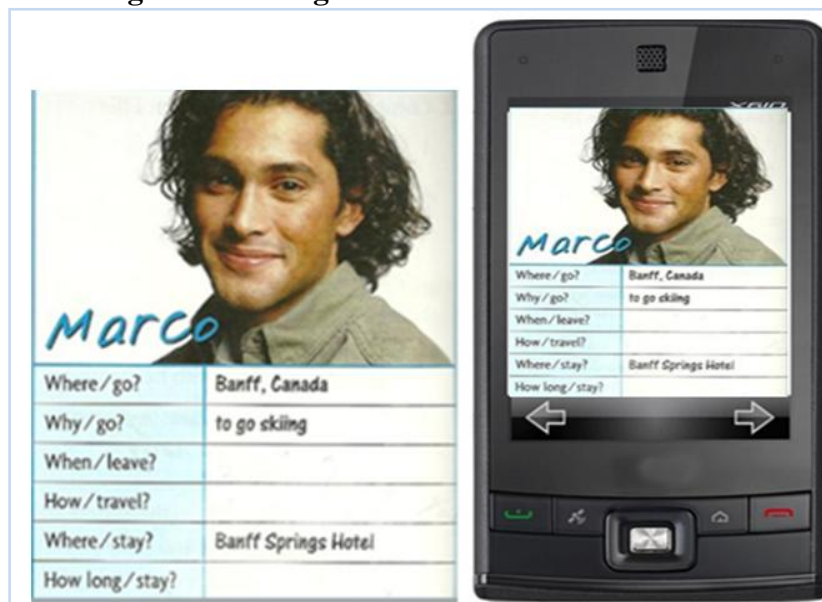 Marco
Where/go? Banff, Canada
Why/go? to go skiing
When/leave?
How/travel?
Where/stay? Banff Springs Hotel
How long/stay?
Marco
Where/go? Banff, Canada
Why/go? to go skiing
When/leave?
How/travel?
Where/stay? Banff Springs Hotel
How long/stay?